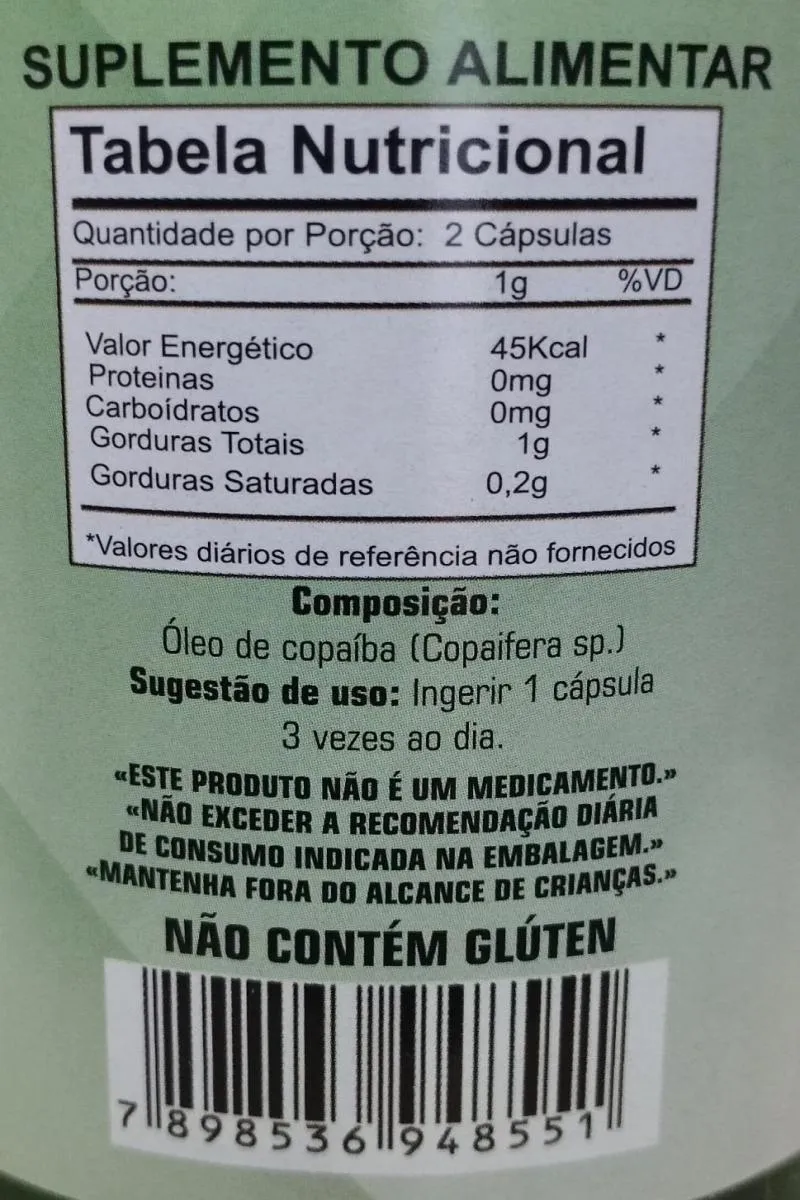 SUPLEMENTO ALIMENTAR
Tabela Nutricional
Quantidade por Porção: 2 Cápsulas
Porção: 1g %VD
Valor Energético 45Kcal *
Proteinas 0mg *
Carboídratos 0mg *
Gorduras Totais 1g *
Gorduras Saturadas 0,2g *
*Valores diários de referência não fornecidos
Composição:
Óleo de copaíba (Copaifera sp.)
Sugestão de uso: Ingerir 1 cápsula
3 vezes ao dia.
«ESTE PRODUTO NÃO É UM MEDICAMENTO.»
«NÃO EXCEDER A RECOMENDAÇÃO DIÁRIA
DE CONSUMO INDICADA NA EMBALAGEM.»
«MANTENHA FORA DO ALCANCE DE CRIANÇAS.»
NÃO CONTÉM GLÚTEN
7 898536 948551